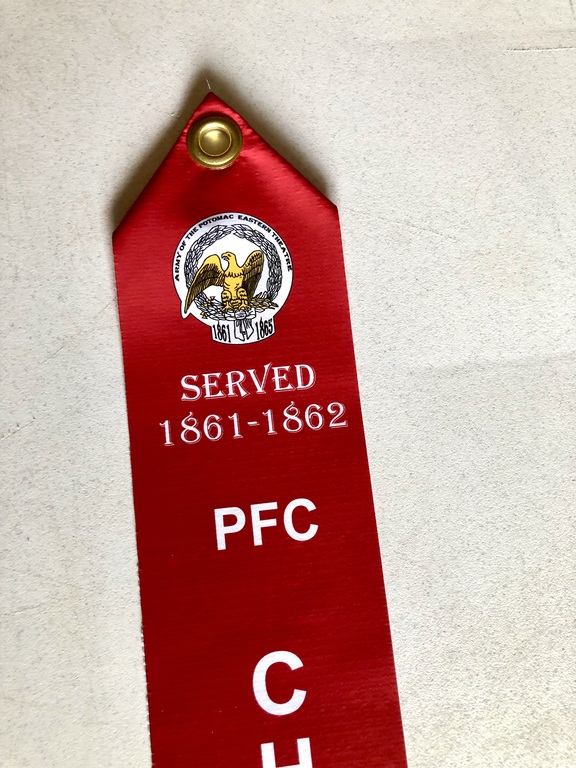 ARMY OF THE POTOMAC EASTERN THEATRE
1861 1865
SERVED
1861-1862
PFC
C
H